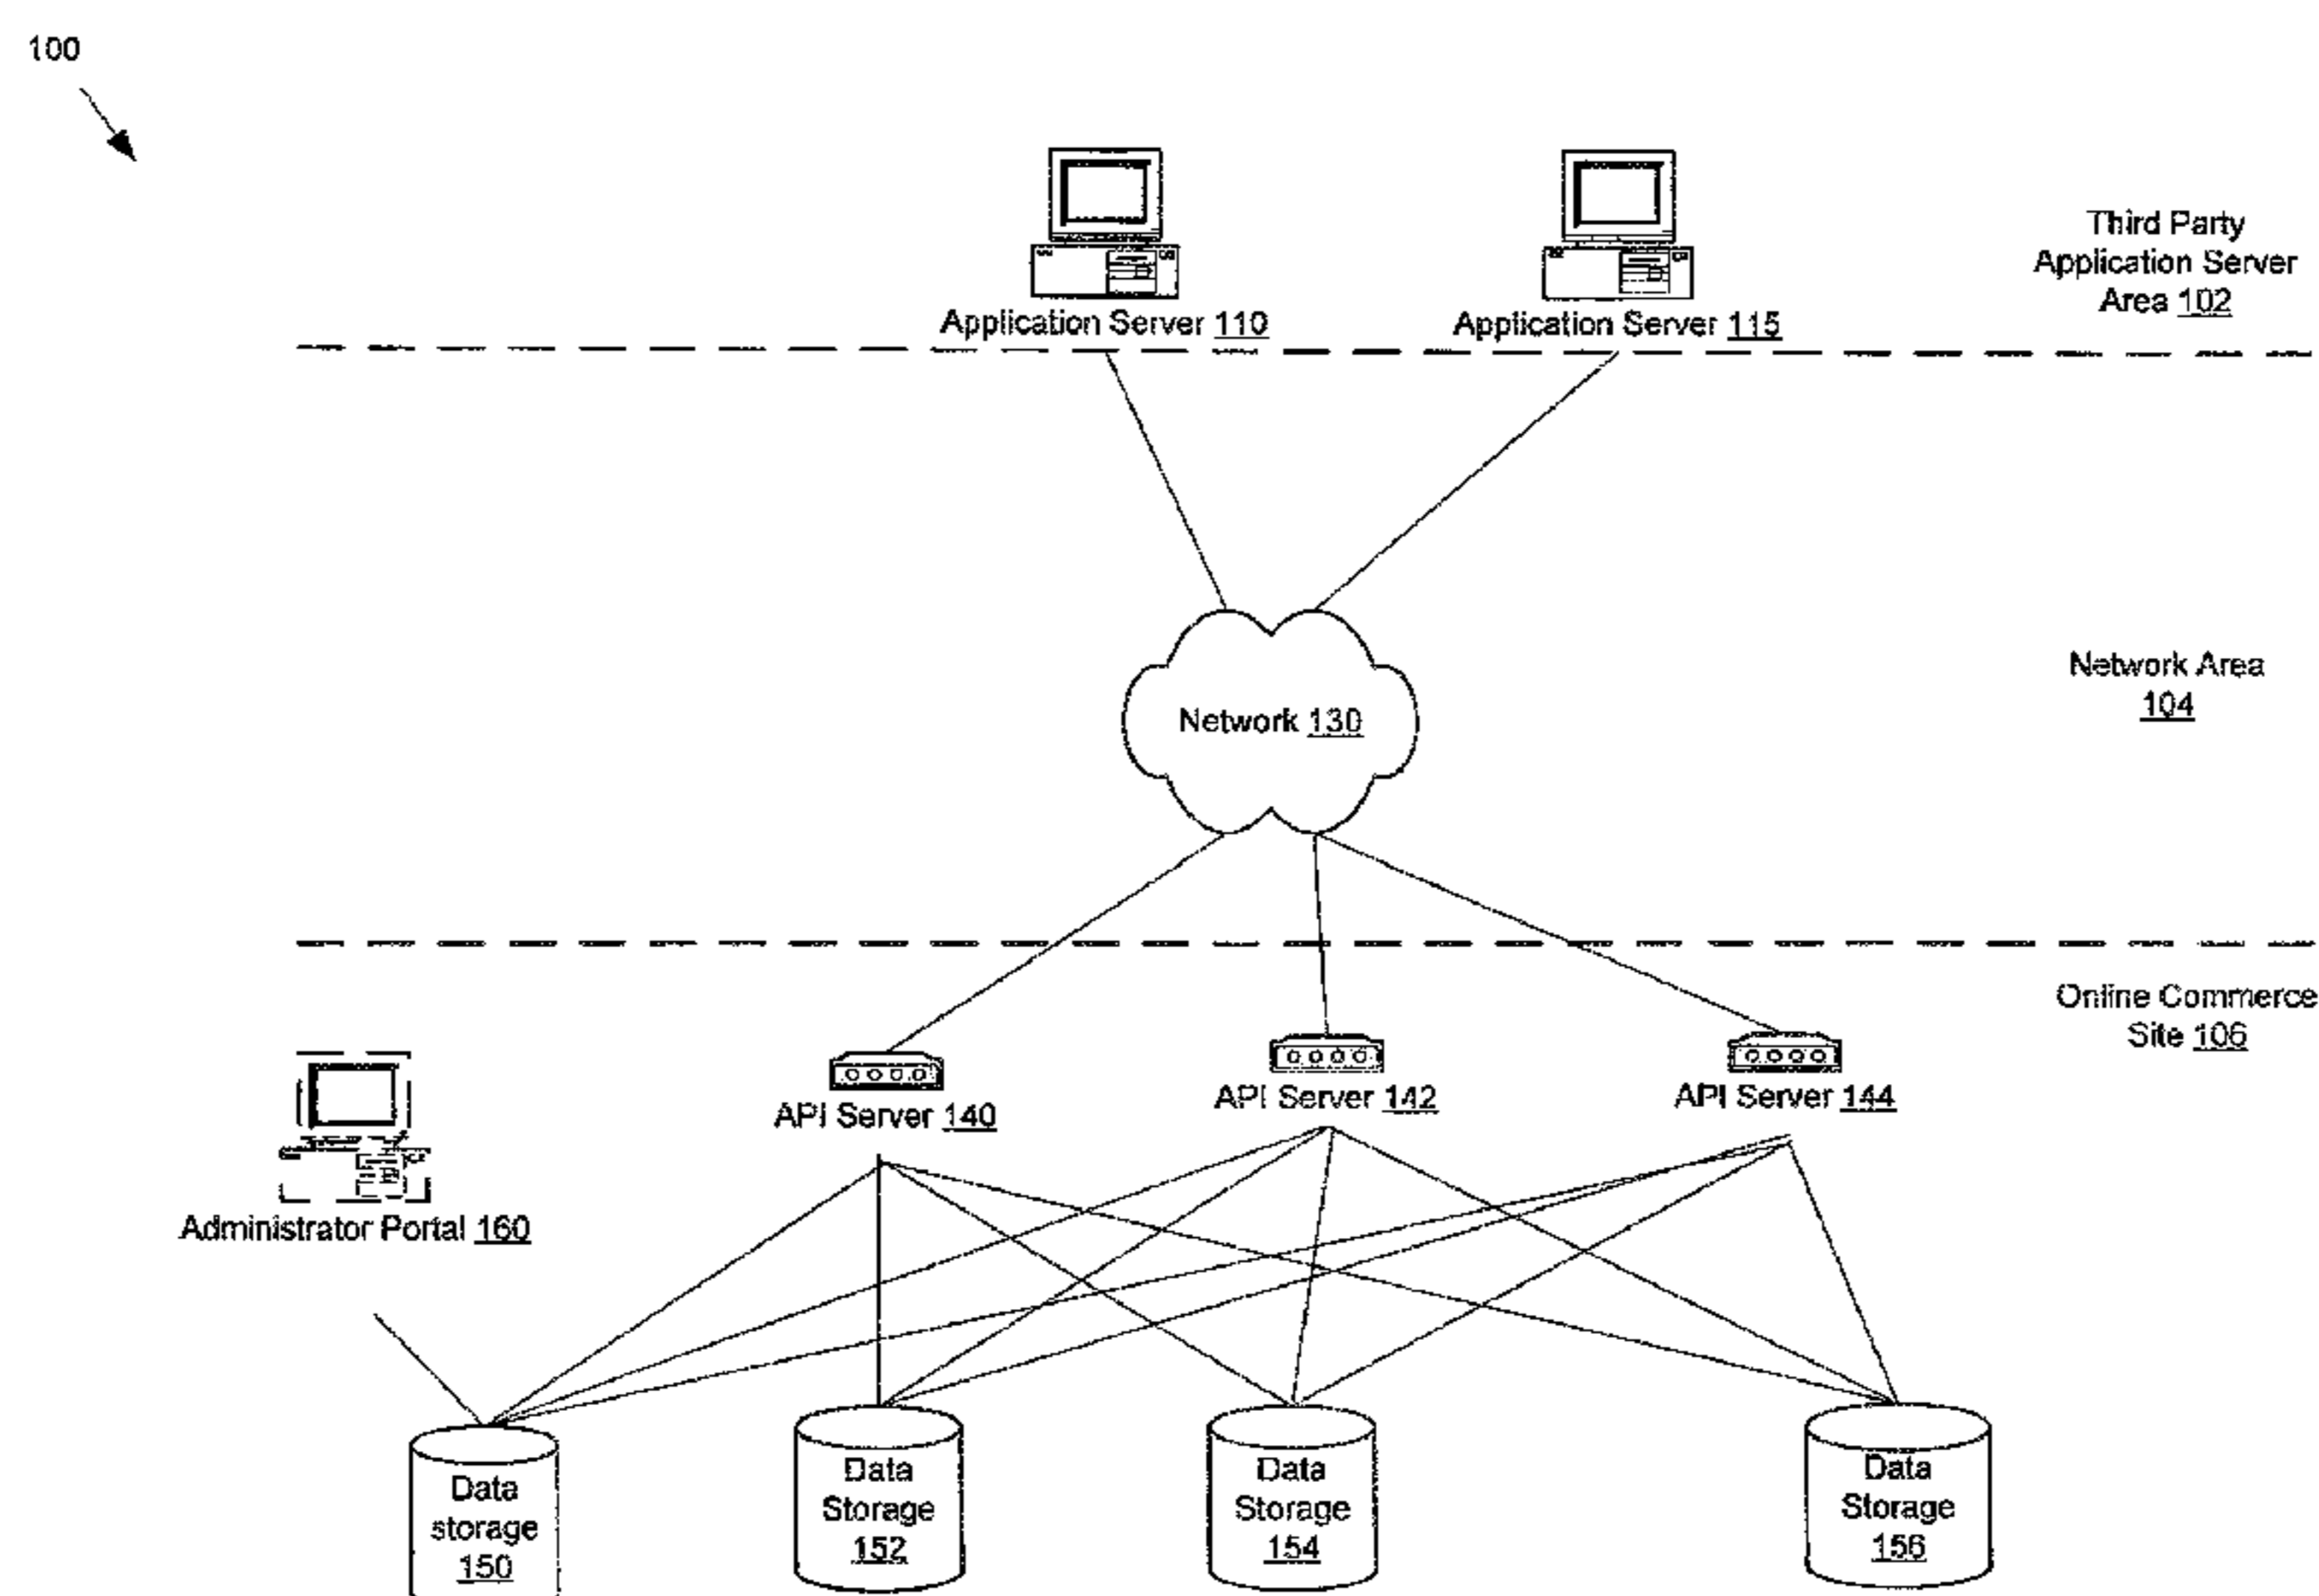 100
Third Party
Application Server
Area 102
Application Server 110
Application Server 115
Network Area
104
Network 130
Online Commerce
Site 106
API Server 140
API Server 142
API Server 144
Administrator Portal 160
Data
storage
150
Data
Storage
152
Data
Storage
154
Data
Storage
156